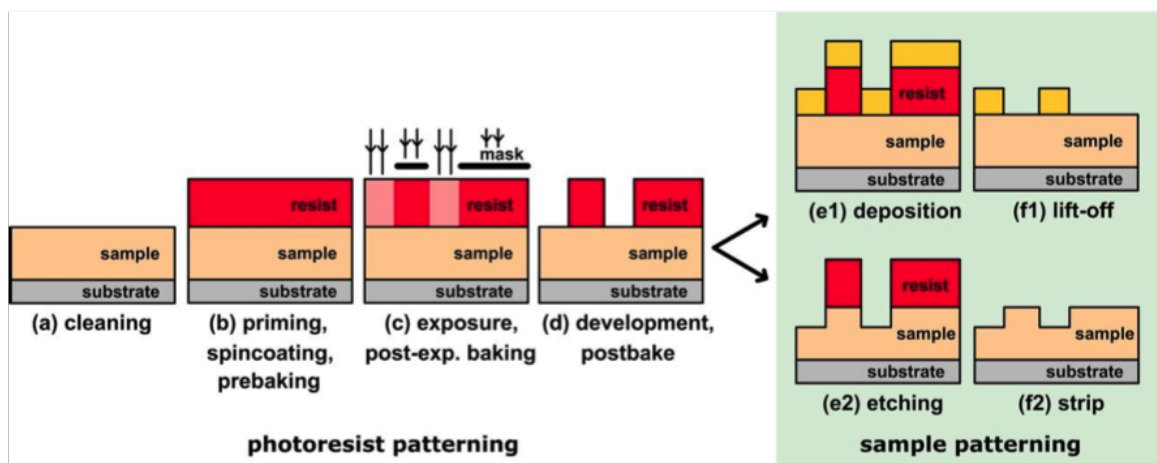 sample
substrate
(a) cleaning
resist
sample
substrate
(b) priming,
spincoating,
prebaking
mask
resist
sample
substrate
(c) exposure,
post-exp. baking
resist
sample
substrate
(d) development,
postbake
photoresist patterning
resist
sample
substrate
(e1) deposition
sample
substrate
(f1) lift-off
resist
sample
substrate
(e2) etching
sample
substrate
(f2) strip
sample patterning